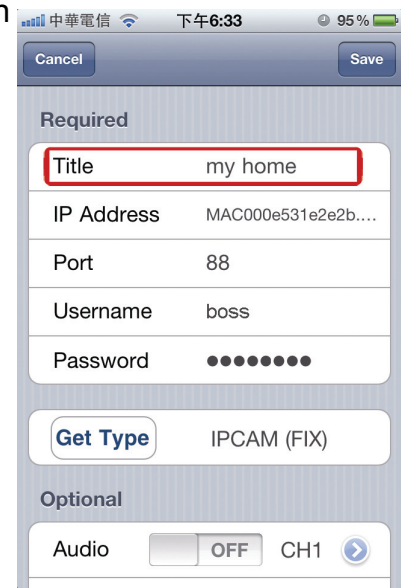 n
中華電信 下午6:33 95%
Cancel Save
Required
Title my home
IP Address MAC000e531e2e2b....
Port 88
Username boss
Password ●●●●●●●●
Get Type IPCAM (FIX)
Optional
Audio OFF CH1